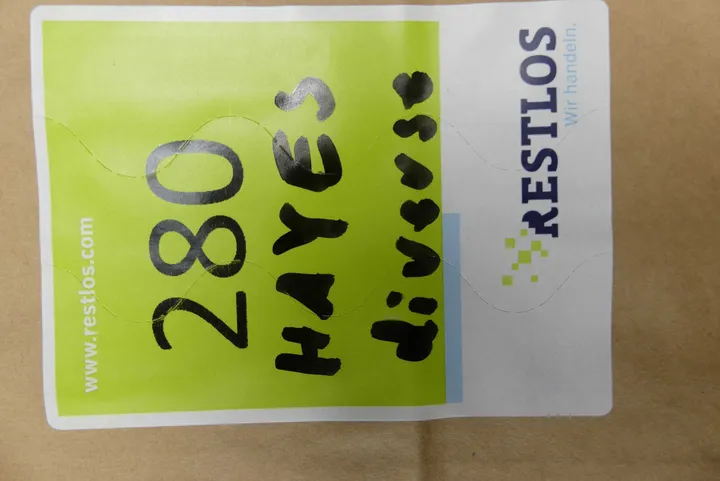 www.restlos.com
280
HAYES
diverse
RESTLOS
Wir handeln.